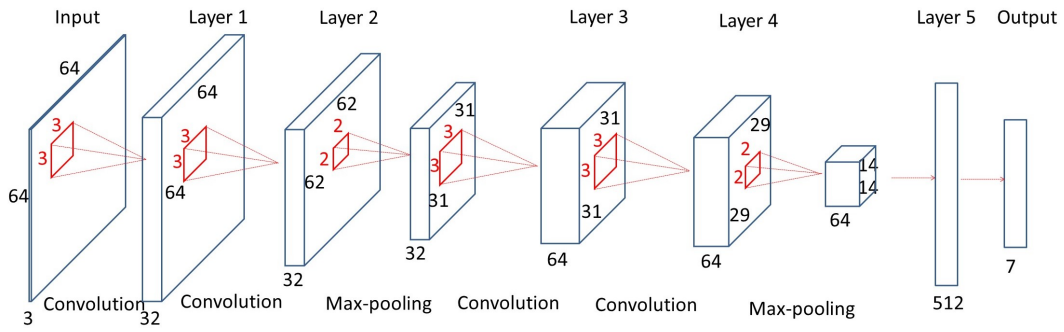 Input
Layer 1
Layer 2
Layer 3
Layer 4
Layer 5
Output
64
3
3
64
3
64
3
3
64
32
62
2
2
62
32
31
3
3
31
32
31
3
3
31
64
29
2
2
29
64
14
14
64
512
7
Convolution
Convolution
Max-pooling
Convolution
Convolution
Max-pooling